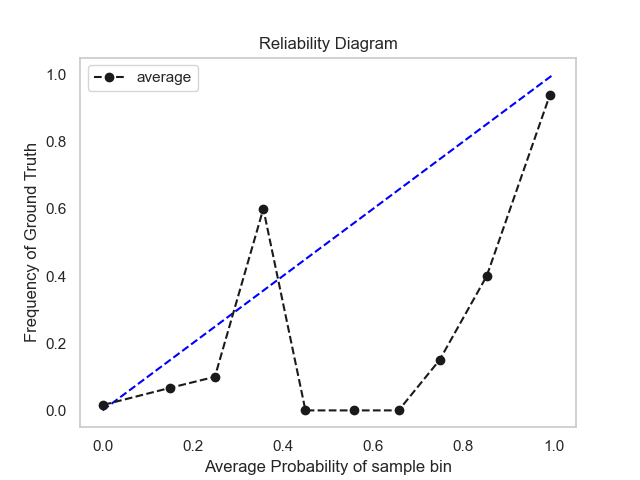 Reliability Diagram
average
Frequency of Ground Truth
1.0
0.8
0.6
0.4
0.2
0.0
0.0 0.2 0.4 0.6 0.8 1.0
Average Probability of sample bin